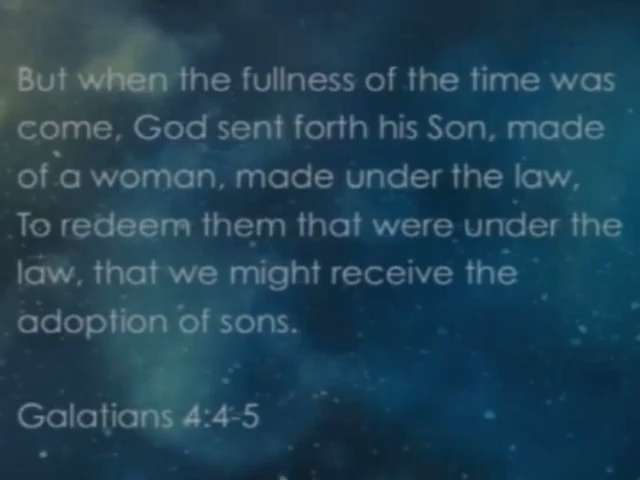 But when the fullness of the time was
come, God sent forth his Son, made
of a woman, made under the law,
To redeem them that were under the
law, that we might receive the
adoption of sons.
Galatians 4:4-5